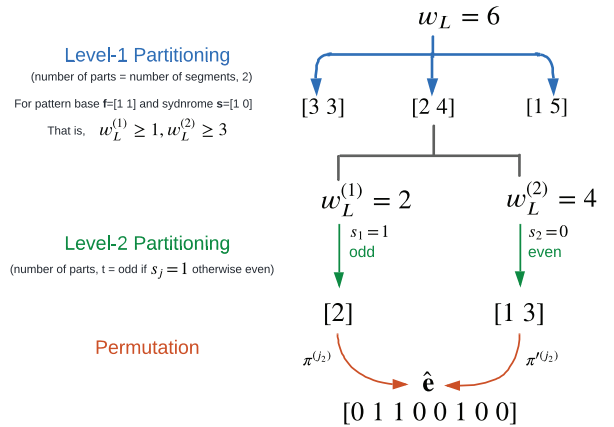 w_L = 6
Level-1 Partitioning
(number of parts = number of segments, 2)
For pattern base f=[1 1] and sydnrome s=[1 0]
That is, w_L^{(1)} ≥ 1, w_L^{(2)} ≥ 3
[3 3] [2 4] [1 5]
w_L^{(1)} = 2 w_L^{(2)} = 4
s_1=1 s_2=0
odd even
Level-2 Partitioning
(number of parts, t = odd if s_j=1 otherwise even)
[2] [1 3]
Permutation
π^{(j_2)} π'^{(j_2)}
ê
[0 1 1 0 0 1 0 0]